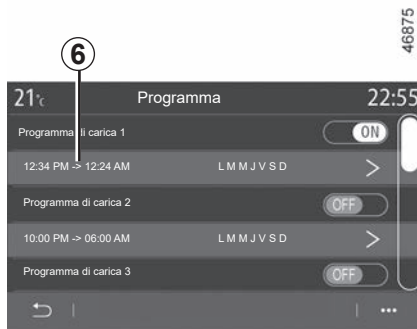 46875
6
21°c Programma 22:55
Programma di carica 1 ON
12:34 PM -> 12:24 AM L M M J V S D >
Programma di carica 2 OFF
10:00 PM -> 06:00 AM L M M J V S D >
Programma di carica 3 OFF